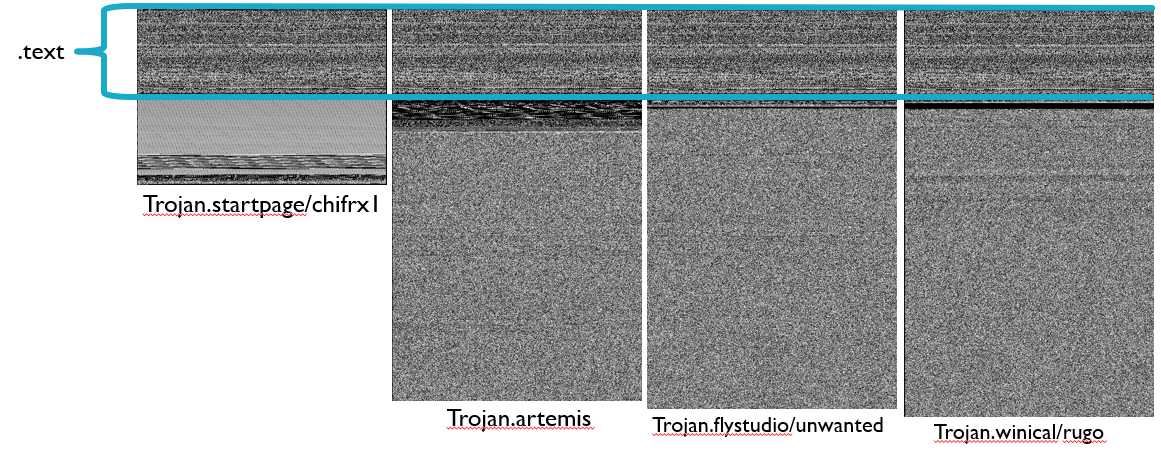 .text
Trojan.startpage/chifrx1
Trojan.artemis
Trojan.flystudio/unwanted
Trojan.winical/rugo